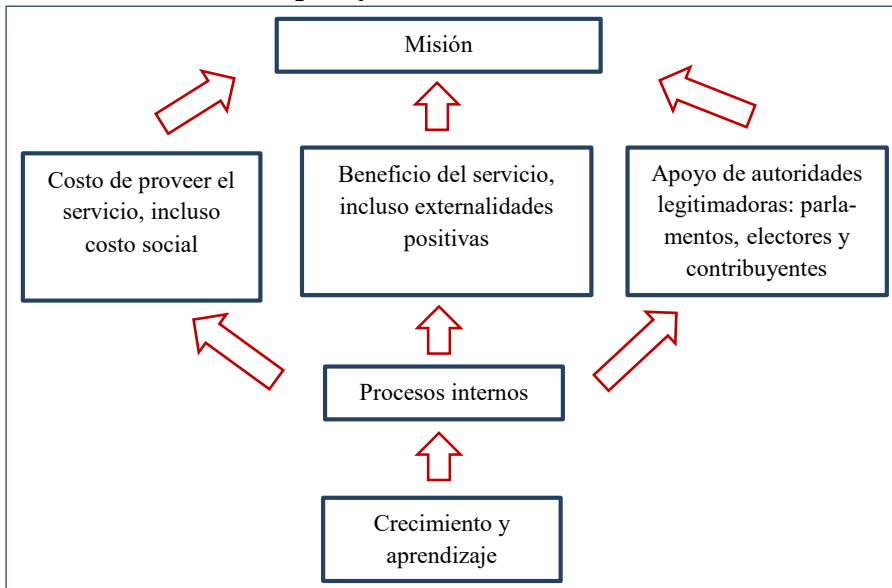 Misión
Costo de proveer el
servicio, incluso
costo social
Beneficio del servicio,
incluso externalidades
positivas
Apoyo de autoridades
legitimadoras: parla-
mentos, electores y
contribuyentes
Procesos internos
Crecimiento y
aprendizaje